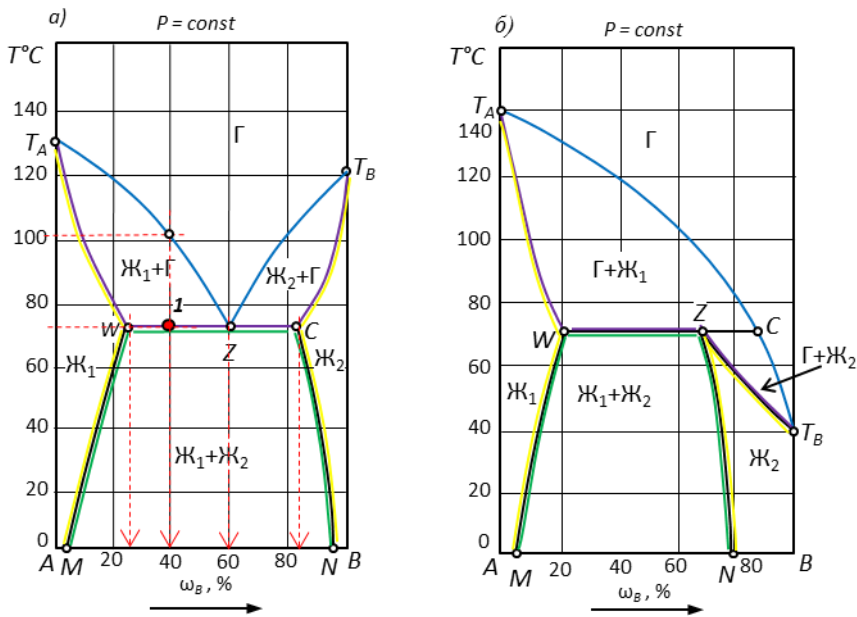 а)
P = const
T°C
140
T_A
120
100
80
60
40
20
0
Г
T_B
Ж₁+Г
Ж₂+Г
1
W
Z
C
Ж₁
Ж₂
Ж₁+Ж₂
A
M
20
40
60
80
N
B
ω_B , %
б)
P = const
T°C
T_A
140
120
100
80
60
40
20
0
Г
Г+Ж₁
Z
C
W
Г+Ж₂
Ж₁
Ж₁+Ж₂
T_B
Ж₂
A
M
20
40
60
N
80
B
ω_B , %